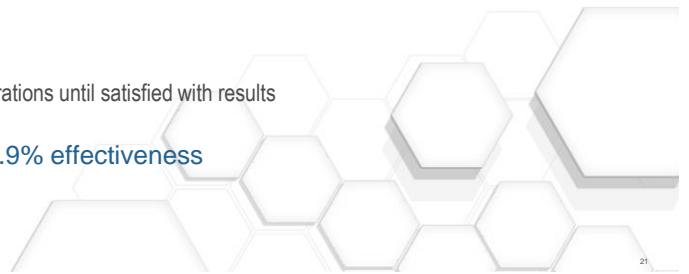 rations until satisfied with results
.9% effectiveness
21